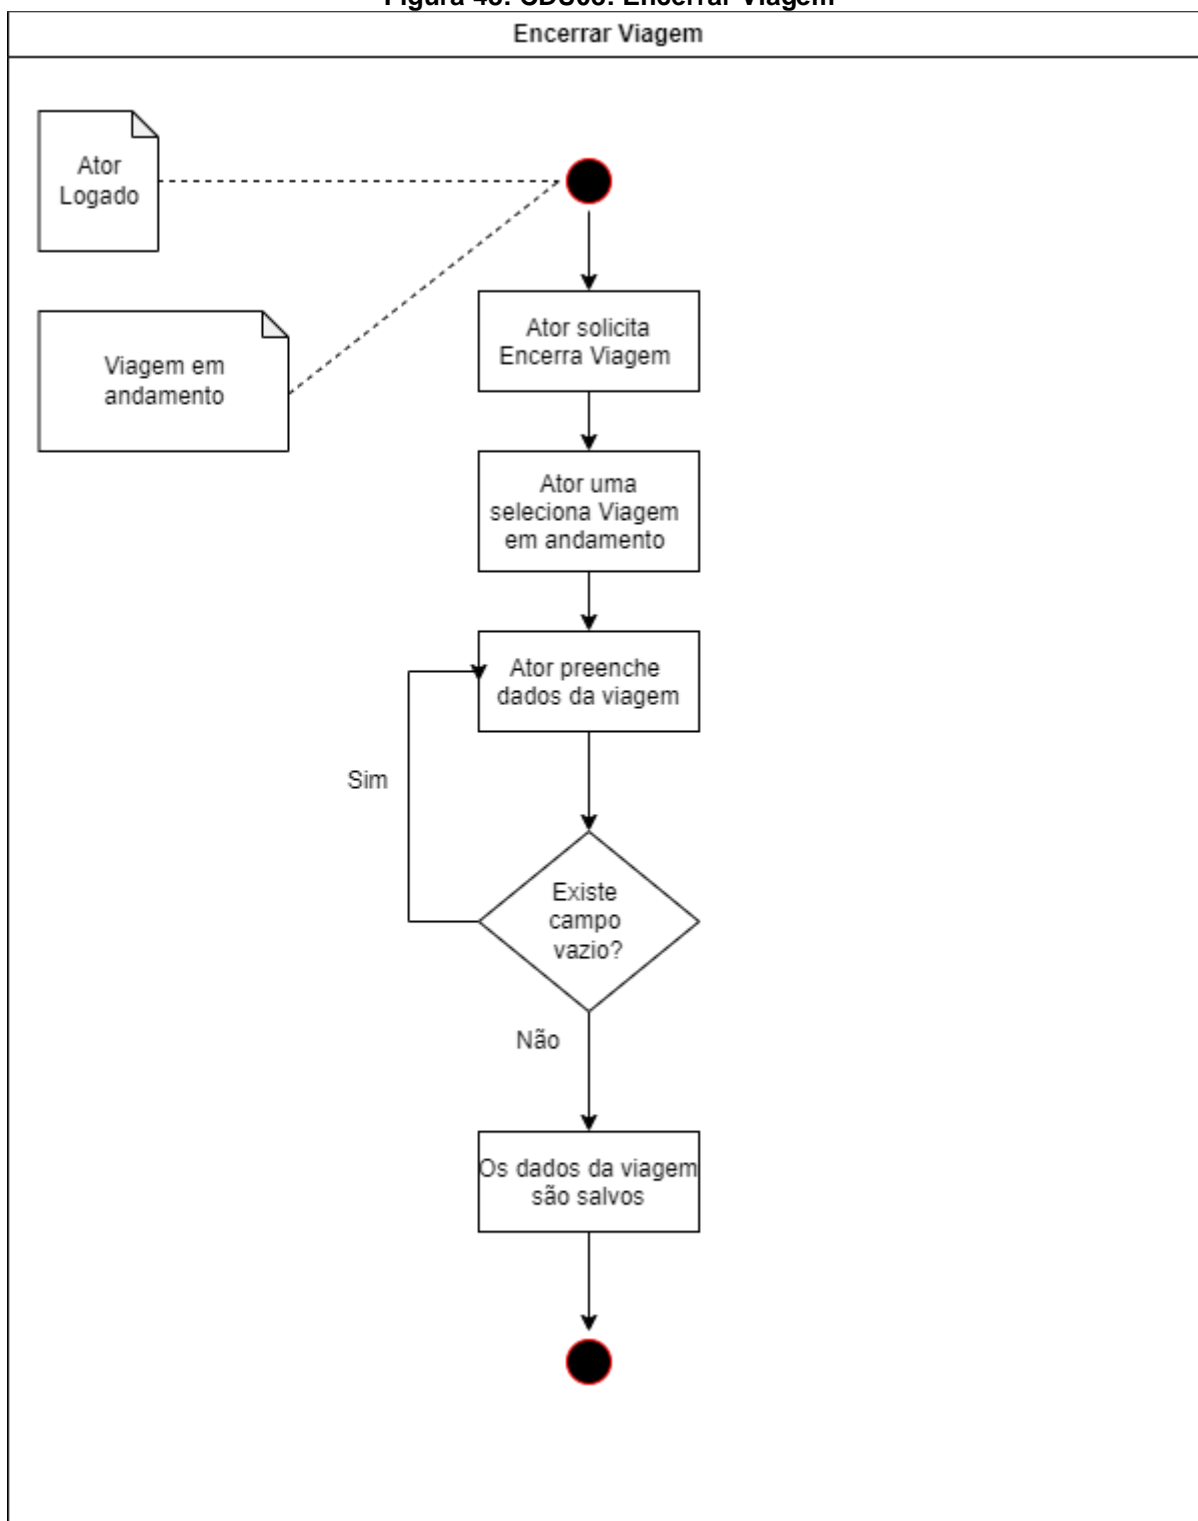 Encerrar Viagem
Ator
Logado
Viagem em
andamento
Ator solicita
Encerra Viagem
Ator uma
seleciona Viagem
em andamento
Ator preenche
dados da viagem
Sim
Existe
campo
vazio?
Não
Os dados da viagem
são salvos